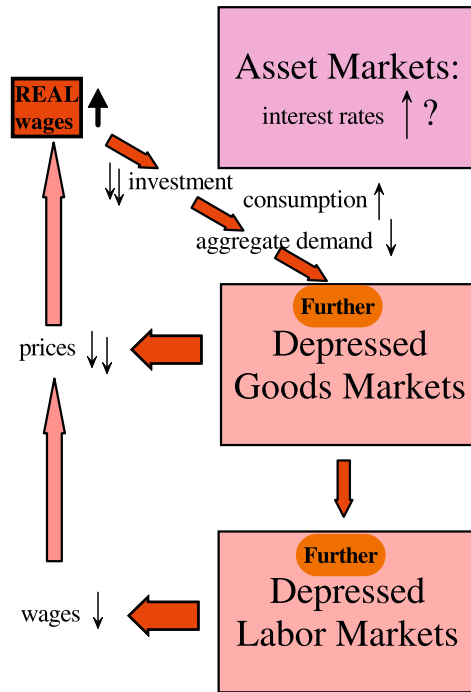 Asset Markets:
interest rates ↑ ?
REAL
wages ↑
↓↓ investment
consumption ↑
aggregate demand ↓
Further
Depressed
Goods Markets
prices ↓↓
Further
Depressed
Labor Markets
wages ↓